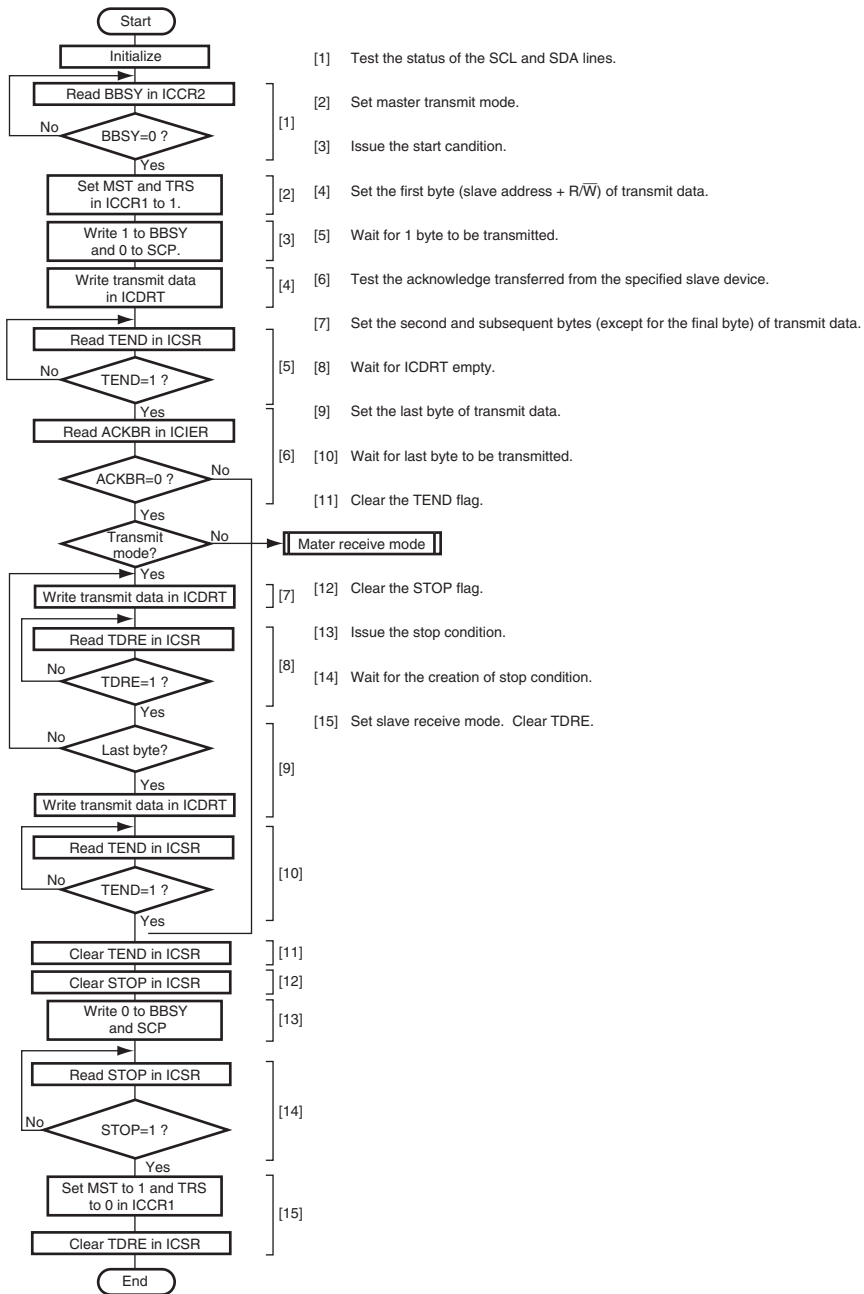 Start
Initialize
Read BBSY in ICCR2
No
BBSY=0 ?
[1]
Yes
Set MST and TRS
in ICCR1 to 1.
[2]
Write 1 to BBSY
and 0 to SCP.
[3]
Write transmit data
in ICDRT
[4]
Read TEND in ICSR
No
TEND=1 ?
[5]
Yes
Read ACKBR in ICIER
[6]
No
ACKBR=0 ?
Yes
Transmit
mode?
No
Mater receive mode
Yes
Write transmit data in ICDRT
[7]
Read TDRE in ICSR
No
TDRE=1 ?
[8]
Yes
No
Last byte?
[9]
Yes
Write transmit data in ICDRT
Read TEND in ICSR
No
TEND=1 ?
[10]
Yes
Clear TEND in ICSR
[11]
Clear STOP in ICSR
[12]
Write 0 to BBSY
and SCP
[13]
Read STOP in ICSR
No
STOP=1 ?
[14]
Yes
Set MST to 1 and TRS
to 0 in ICCR1
[15]
Clear TDRE in ICSR
End
[1] Test the status of the SCL and SDA lines.
[2] Set master transmit mode.
[3] Issue the start candition.
[4] Set the first byte (slave address + R/W̅) of transmit data.
[5] Wait for 1 byte to be transmitted.
[6] Test the acknowledge transferred from the specified slave device.
[7] Set the second and subsequent bytes (except for the final byte) of transmit data.
[8] Wait for ICDRT empty.
[9] Set the last byte of transmit data.
[10] Wait for last byte to be transmitted.
[11] Clear the TEND flag.
[12] Clear the STOP flag.
[13] Issue the stop condition.
[14] Wait for the creation of stop condition.
[15] Set slave receive mode. Clear TDRE.